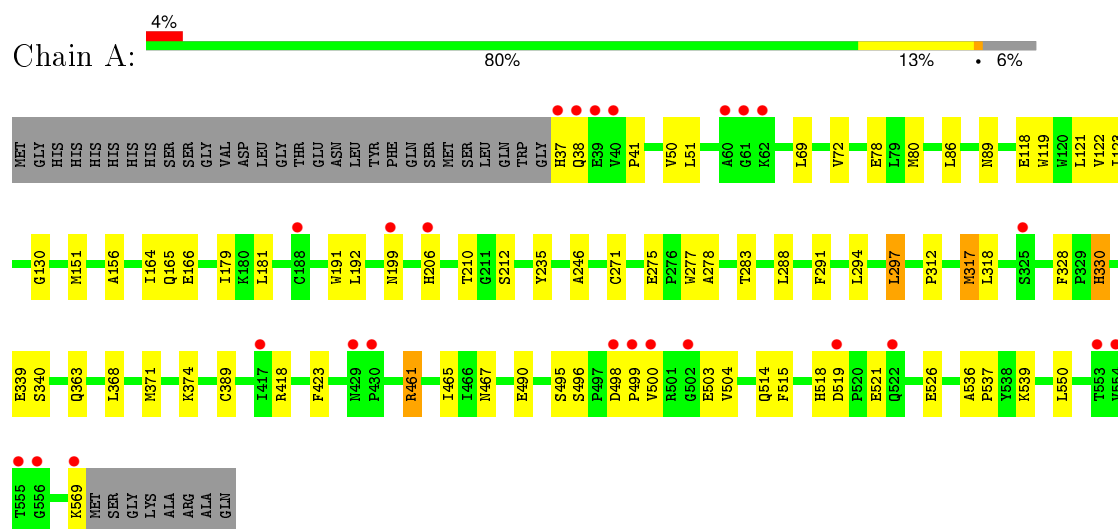 4%
Chain A: 80% 13% • 6%
MET GLY HIS HIS HIS HIS HIS HIS SER SER GLY VAL ASP LEU GLY THR GLU ASN LEU TYR PHE GLN SER MET SER LEU GLN TRP GLY H37 Q38 E39 V40 P41 V50 L51 A60 G61 K62 L69 V72 E78 L79 M80 L86 N89 E118 W119 W120 L121 V122
G130 M151 A156 I164 Q165 E166 I179 K180 L181 C188 W191 L192 N199 H206 T210 G211 S212 Y235 A246 C271 E275 P276 W277 A278 T283 L288 F291 L294 L297 P312 M317 L318 S325 F328 P329 H330
E339 S340 Q363 L368 M371 K374 C389 I417 R418 F423 N429 P430 R461 I465 I466 N467 E490 S495 S496 P497 D498 P499 V500 R501 G502 E503 V504 Q514 F515 H518 D519 P520 E521 Q522 E526 A536 P537 Y538 K539 L550 T553 V554
T555 G556 K569 MET SER GLY LYS ALA ARG ALA GLN